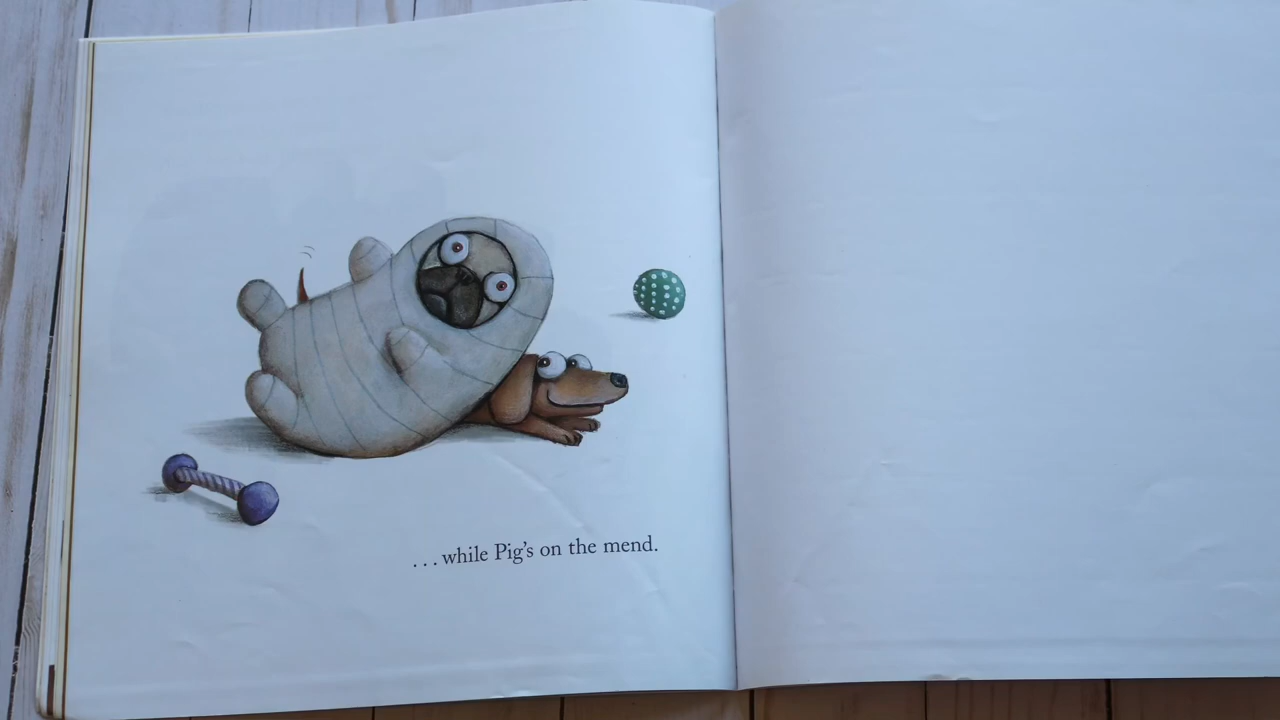 . . . while Pig’s on the mend.